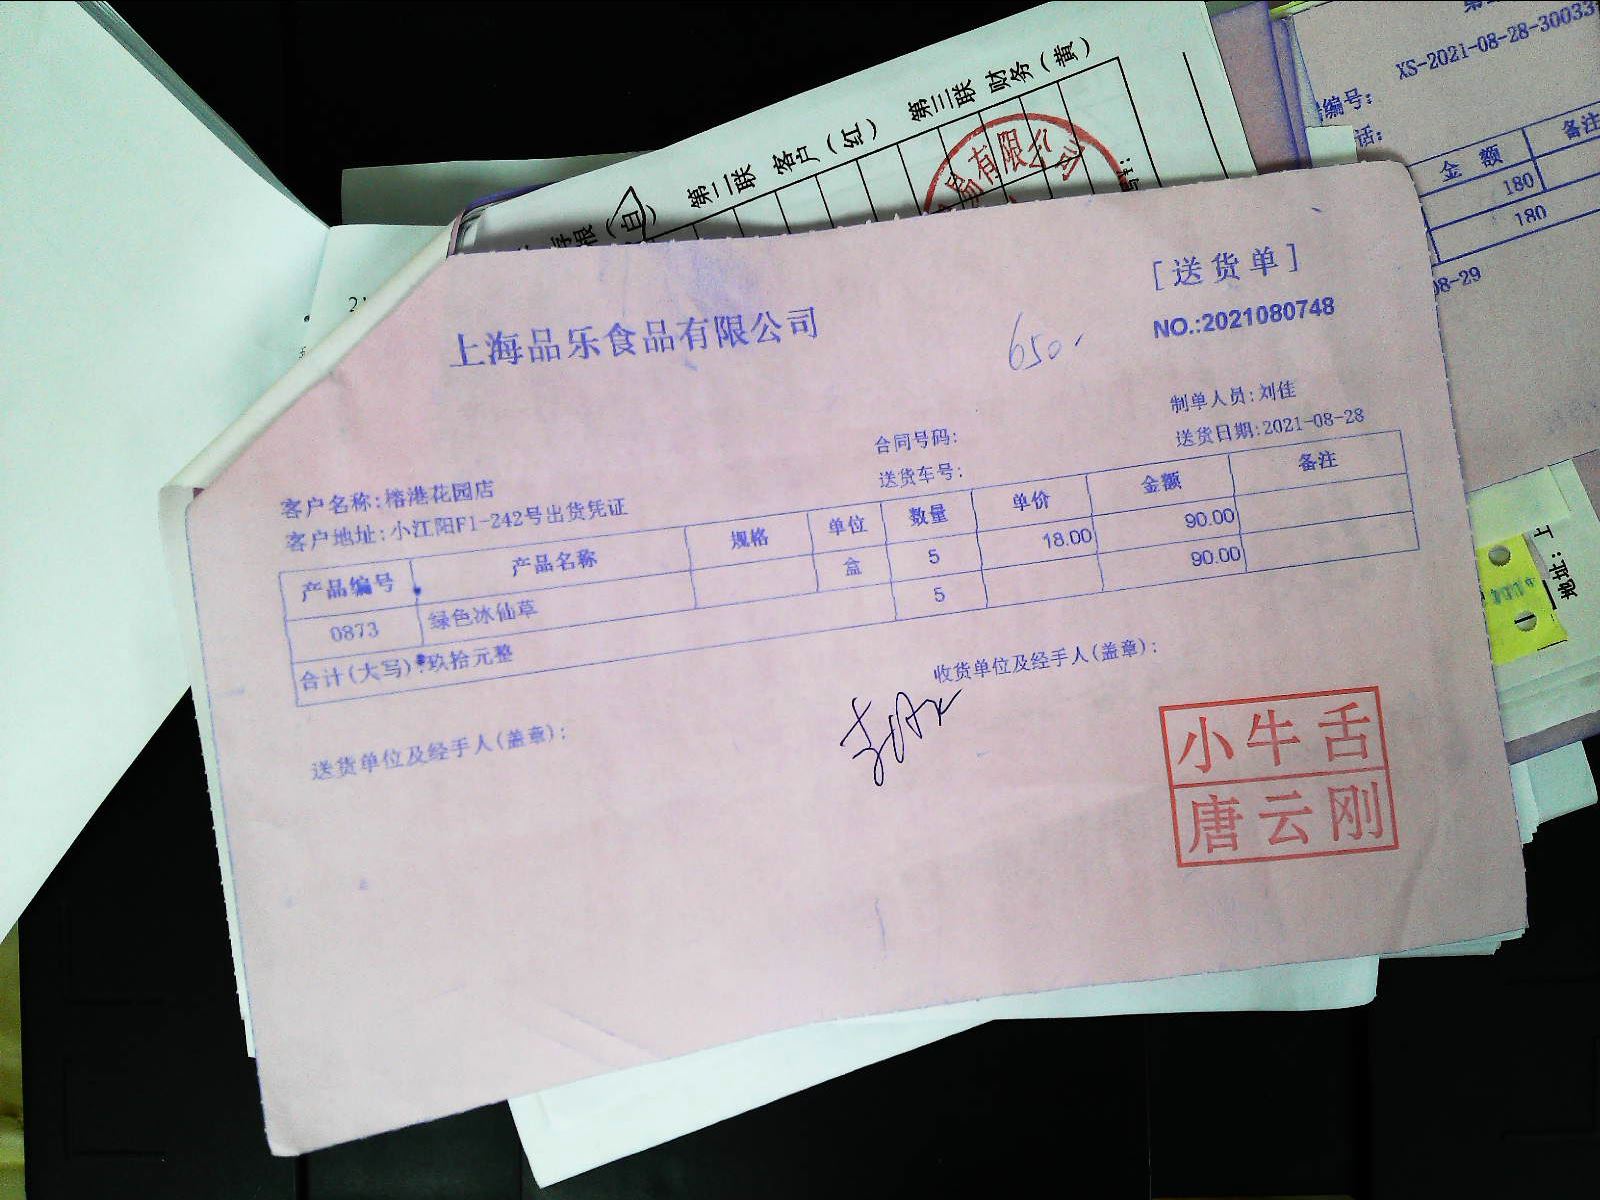 第二联 客户(红) 第三联 财务(黄)
易有限公司
XS-2021-08-28-30033
编号:
话:
金 额 备注
180
180
08-29
[送货单]
上海品乐食品有限公司
650.
NO.:2021080748
制单人员:刘佳
合同号码:
送货日期:2021-08-28
客户名称:榕港花园店
送货车号:
客户地址:小江阳F1-242号出货凭证
产品编号 产品名称 规格 单位 数量 单价 金额 备注
0873 绿色冰仙草 盒 5 18.00 90.00
合计(大写):玖拾元整 5 90.00
送货单位及经手人(盖章):
收货单位及经手人(盖章):
小牛舌
唐云刚
地址:上